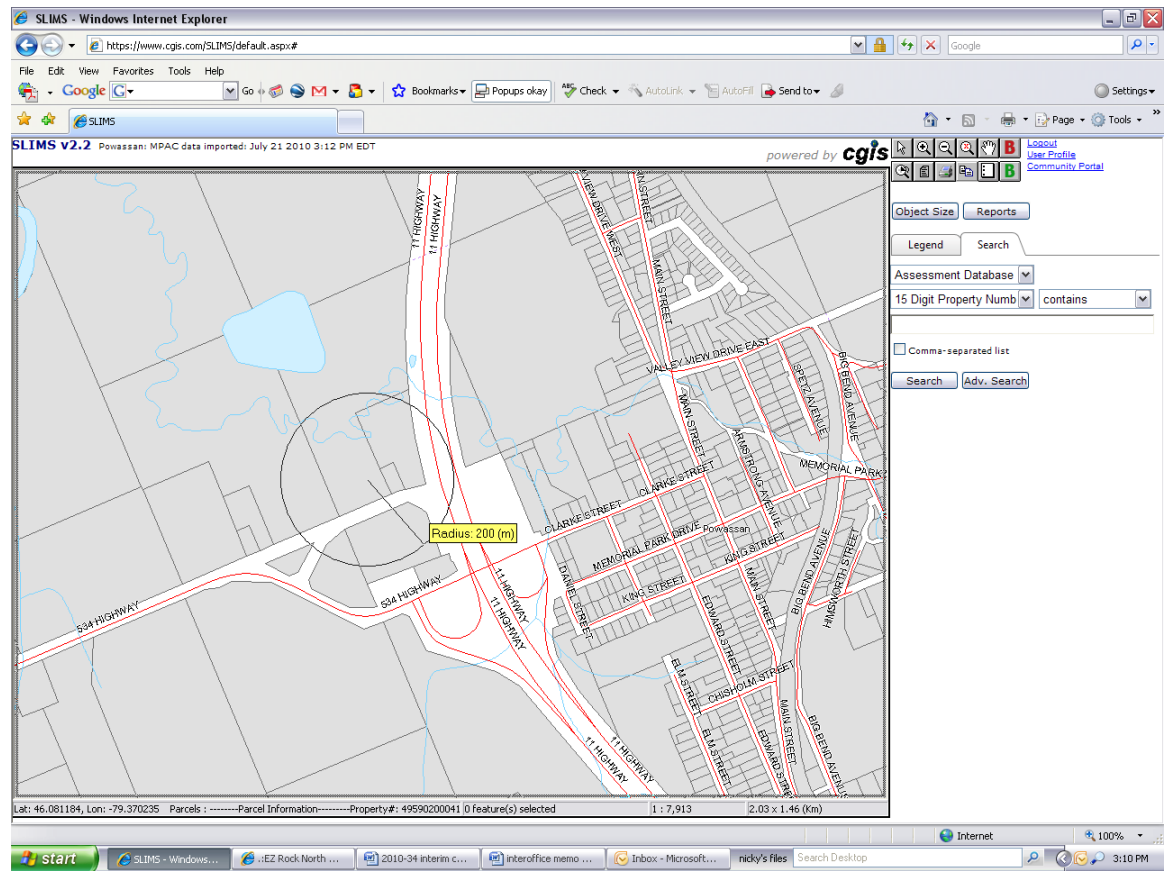 SLIMS - Windows Internet Explorer
https://www.cgis.com/SLIMS/default.aspx#
Google
File Edit View Favorites Tools Help
Google G Go Bookmarks Popups okay Check AutoLink AutoFill Send to Settings
SLIMS
Page Tools »
SLIMS v2.2 Powassan: MPAC data imported: July 21 2010 3:12 PM EDT
powered by cgis
B
Logout
User Profile
Community Portal
B
Object Size Reports
Legend Search
Assessment Database
15 Digit Property Numb contains
Comma-separated list
Search Adv. Search
11 HIGHWAY
11 HIGHWAY
VIEW DRIVE WEST
MAIN STREET
VALLEY VIEW DRIVE EAST
BIG BEND AVENUE
SPETZ AVENUE
MAIN STREET
ARMSTRONG AVENUE
MEMORIAL PARK
CLARKE STREET
CLARKE STREET
Radius: 200 (m)
MEMORIAL PARK DRIVE
Powassan
KING STREET
KING STREET
DANIEL STREET
BIG BEND AVENUE
HIMSWORTH STREET
534 HIGHWAY
534 HIGHWAY
11 HIGHWAY
11 HIGHWAY
EDWARD STREET
MAIN STREET
ELM STREET
CHISHOLM STREET
MAIN STREET
BIG BEND AVENUE
ELM STREET
EDWARD STREET
11 HIGHWAY
11 HIGHWAY
Lat: 46.081184, Lon: -79.370235 Parcels : --------Parcel Information---------Property#: 49590200041 0 feature(s) selected 1 : 7,913 2.03 x 1.46 (Km)
Internet 100%
start SLIMS - Windows... .:EZ Rock North ... 2010-34 interim c... interoffice memo ... Inbox - Microsoft... nicky's files Search Desktop 3:10 PM